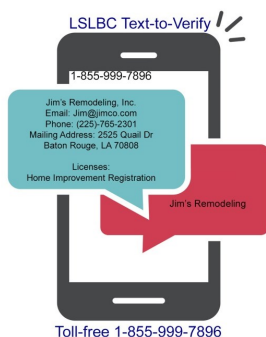 LSLBC Text-to-Verify
1-855-999-7896
Jim's Remodeling, Inc.
Email: Jim@jimco.com
Phone: (225)-765-2301
Mailing Address: 2525 Quail Dr
Baton Rouge, LA 70808
Licenses:
Home Improvement Registration
Jim's Remodeling
Toll-free 1-855-999-7896